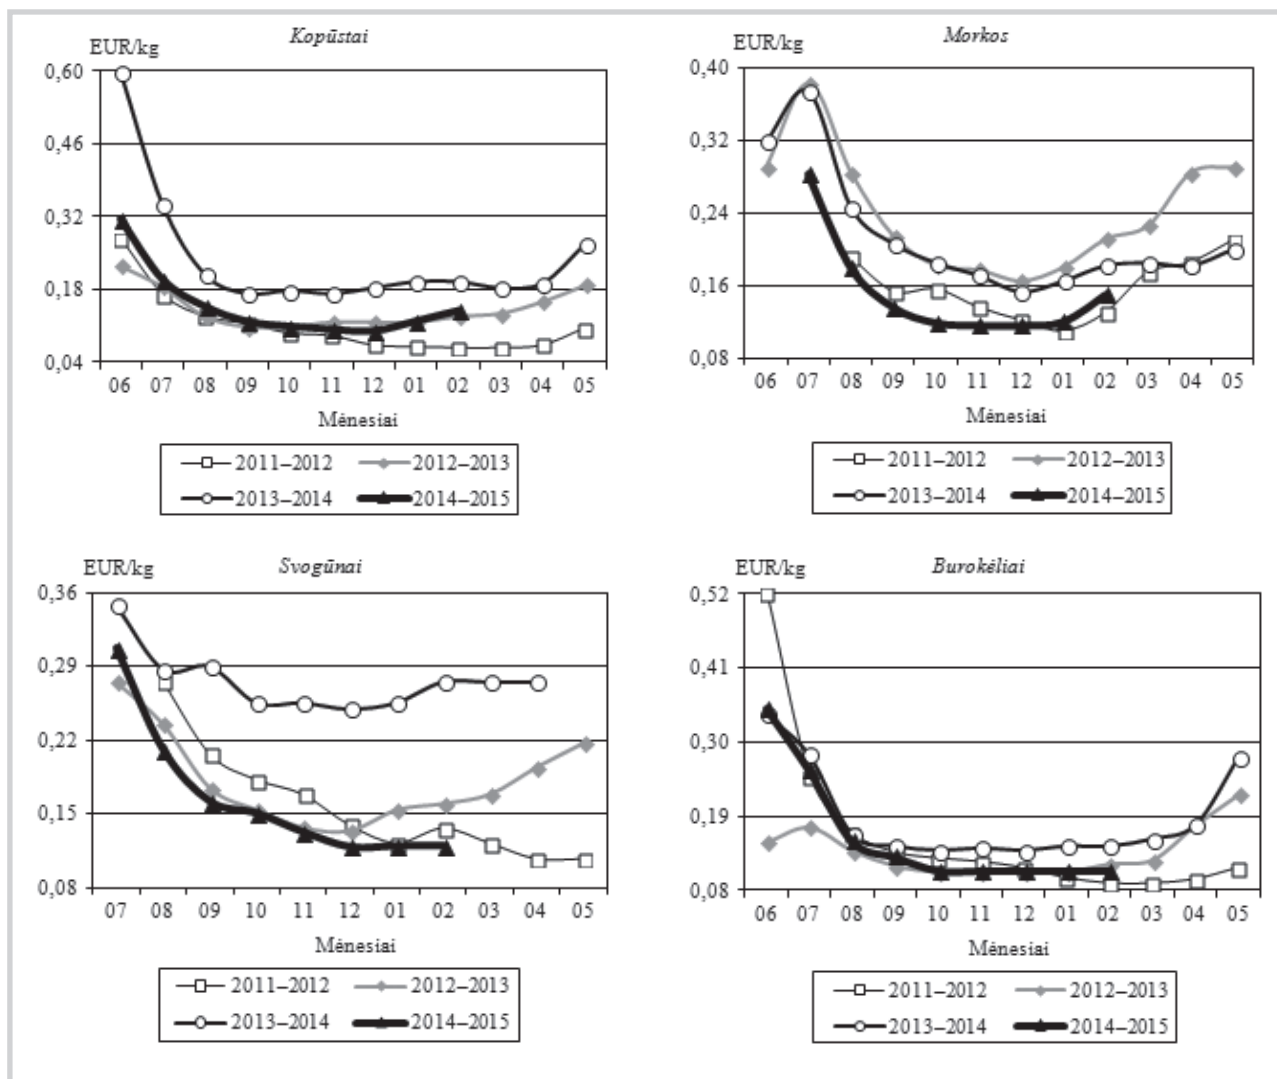 Kopūstai
EUR/kg
0,60
0,46
0,32
0,18
0,04
06 07 08 09 10 11 12 01 02 03 04 05
Mėnesiai
2011–2012 2012–2013
2013–2014 2014–2015
Morkos
EUR/kg
0,40
0,32
0,24
0,16
0,08
06 07 08 09 10 11 12 01 02 03 04 05
Mėnesiai
2011–2012 2012–2013
2013–2014 2014–2015
Svogūnai
EUR/kg
0,36
0,29
0,22
0,15
0,08
07 08 09 10 11 12 01 02 03 04 05
Mėnesiai
2011–2012 2012–2013
2013–2014 2014–2015
Burokėliai
EUR/kg
0,52
0,41
0,30
0,19
0,08
06 07 08 09 10 11 12 01 02 03 04 05
Mėnesiai
2011–2012 2012–2013
2013–2014 2014–2015